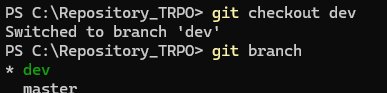 PS C:\Repository_TRPO> git checkout dev
Switched to branch 'dev'
PS C:\Repository_TRPO> git branch
* dev
  master